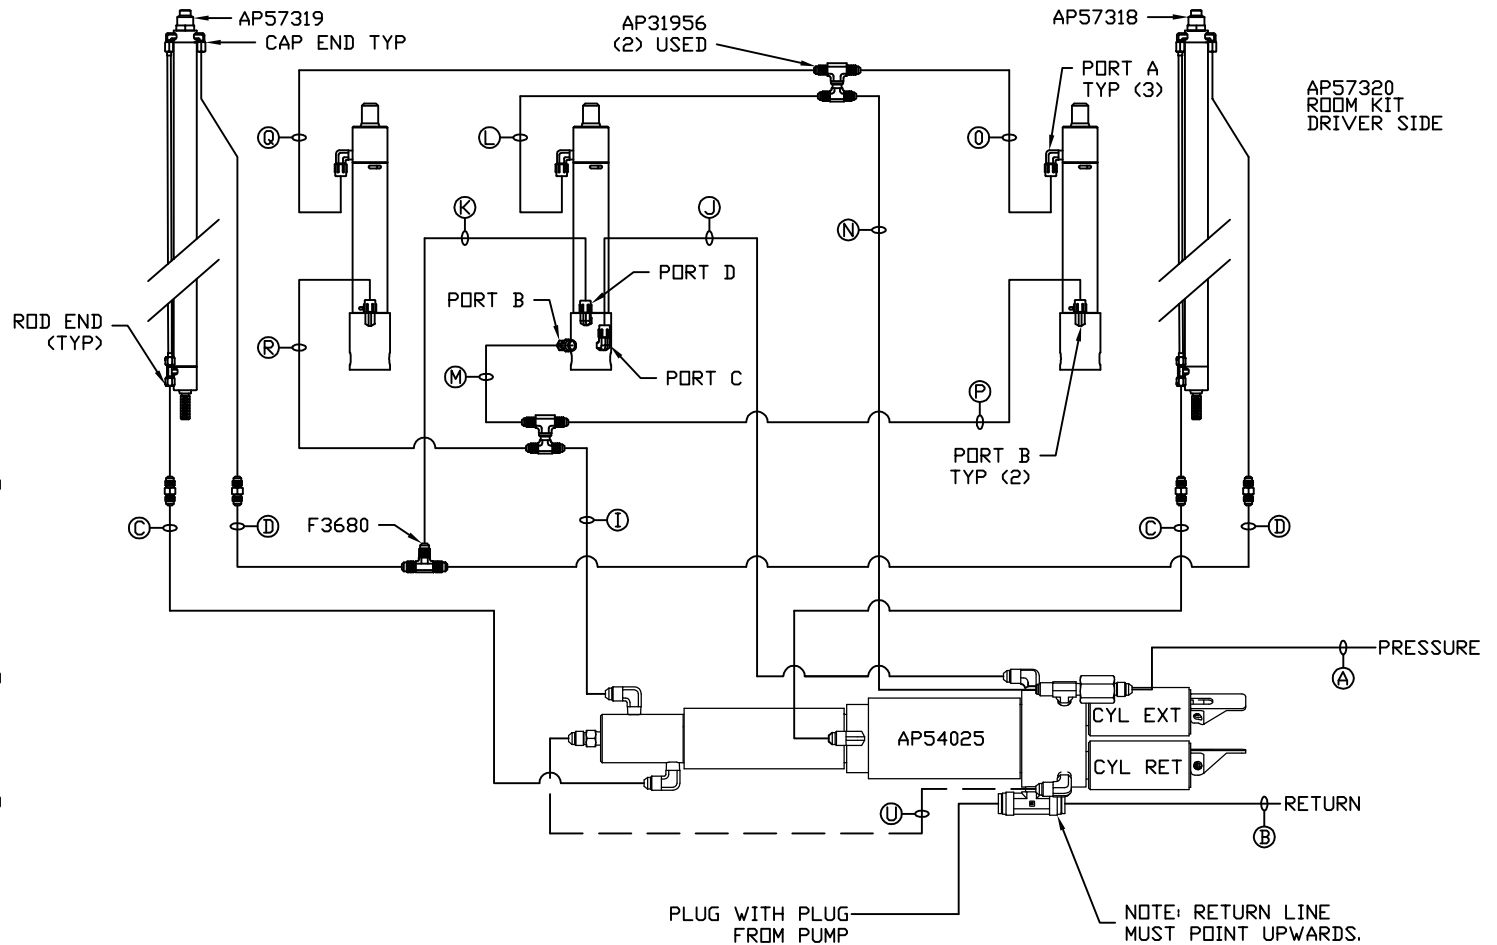 AP57319
CAP END TYP
AP31956
(2) USED
AP57318
PORT A
TYP (3)
AP57320
ROOM KIT
DRIVER SIDE
Q
L
O
K
J
N
PORT D
PORT B
ROD END
(TYP)
R
M
PORT C
P
PORT B
TYP (2)
C
D
F3680
I
C
D
PRESSURE
A
CYL EXT
AP54025
CYL RET
U
RETURN
B
PLUG WITH PLUG
FROM PUMP
NOTE: RETURN LINE
MUST POINT UPWARDS.